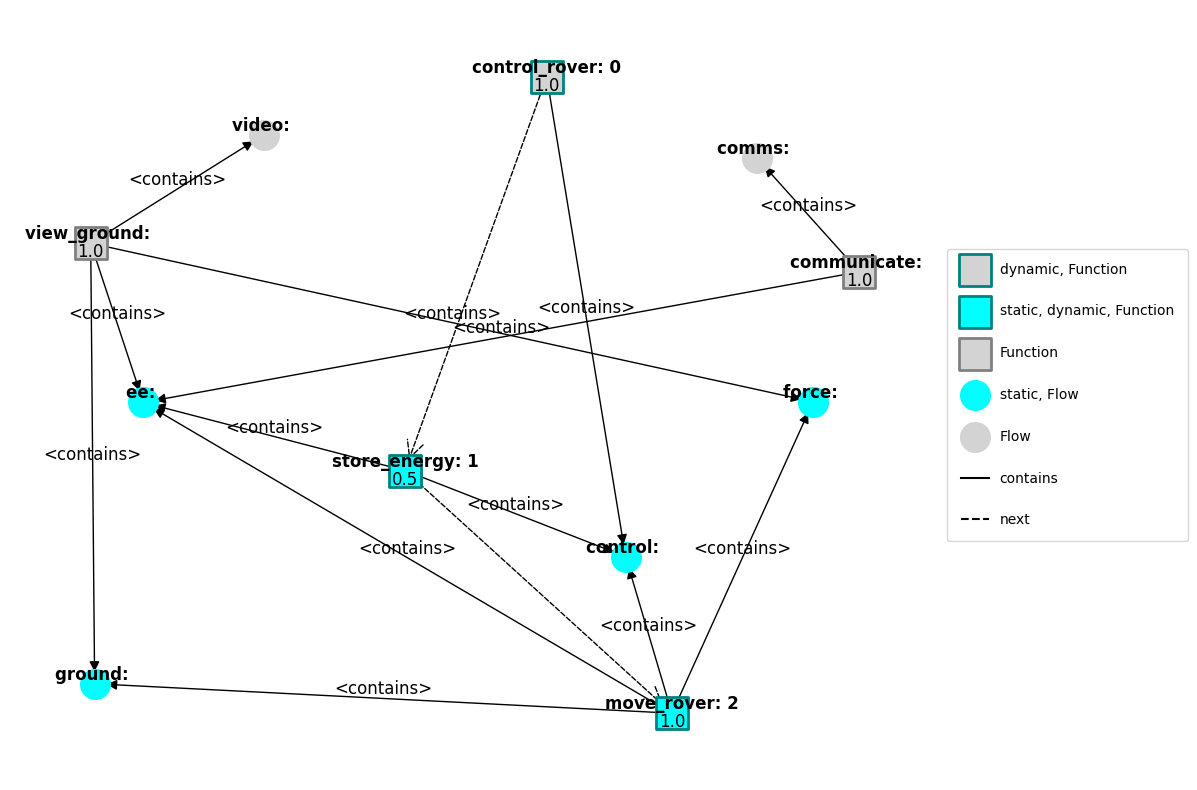 control_rover: 0
1.0
video:
comms:
<contains>
<contains>
view_ground:
1.0
communicate:
1.0
<contains>
<contains>
<contains>
<contains>
ee:
force:
<contains>
<contains>
store_energy: 1
0.5
<contains>
control:
<contains>
<contains>
<contains>
ground:
<contains>
move_rover: 2
1.0
dynamic, Function
static, dynamic, Function
Function
static, Flow
Flow
contains
next